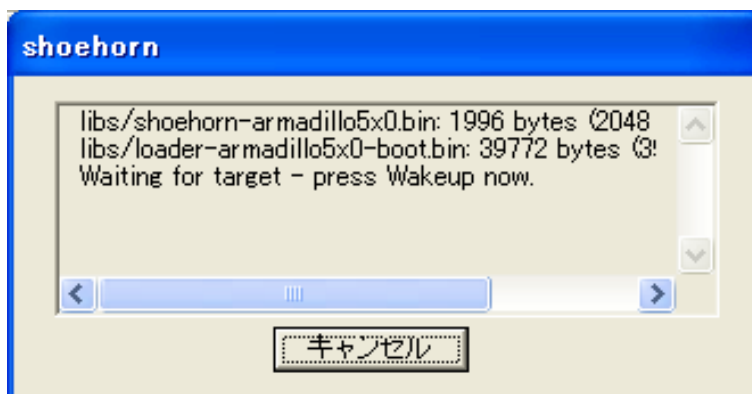 shoehorn
libs/shoehorn-armadillo5x0.bin: 1996 bytes (2048
libs/loader-armadillo5x0-boot.bin: 39772 bytes
Waiting for target - press Wakeup now.
キャンセル